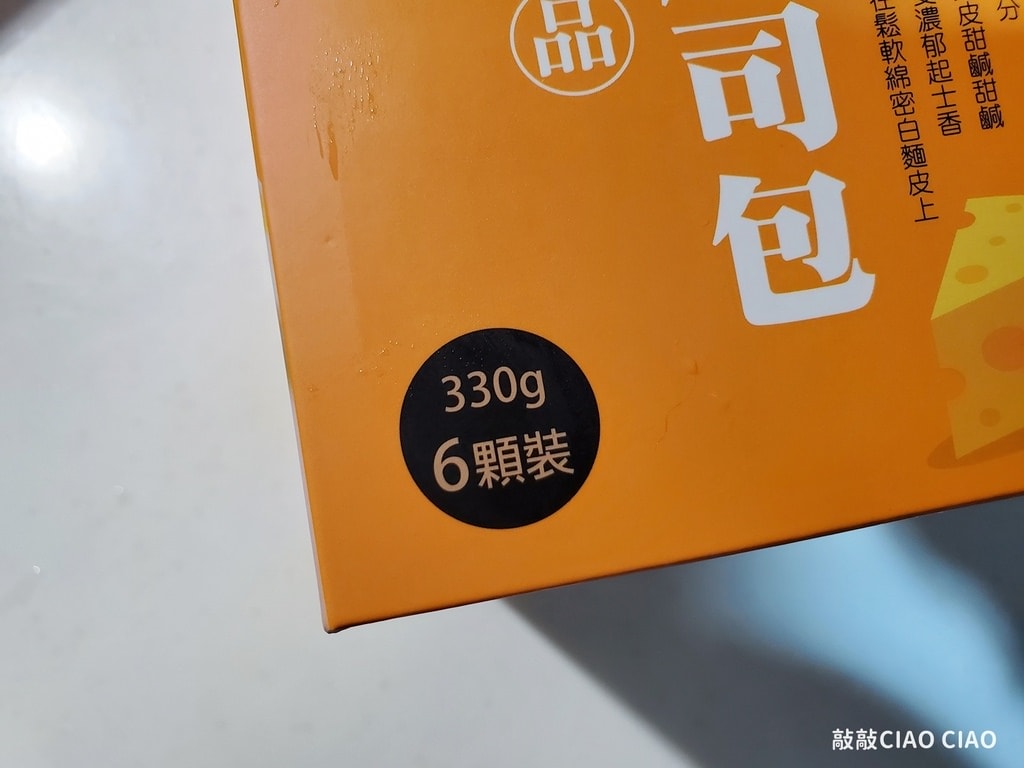 品
司包
分
皮甜鹹甜鹹
濃郁起士香
鬆軟綿密白麵皮上
330g
6顆裝
敲敲CIAO CIAO